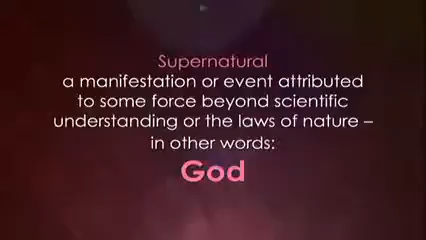 Supernatural
a manifestation or event attributed
to some force beyond scientific
understanding or the laws of nature –
in other words:
God